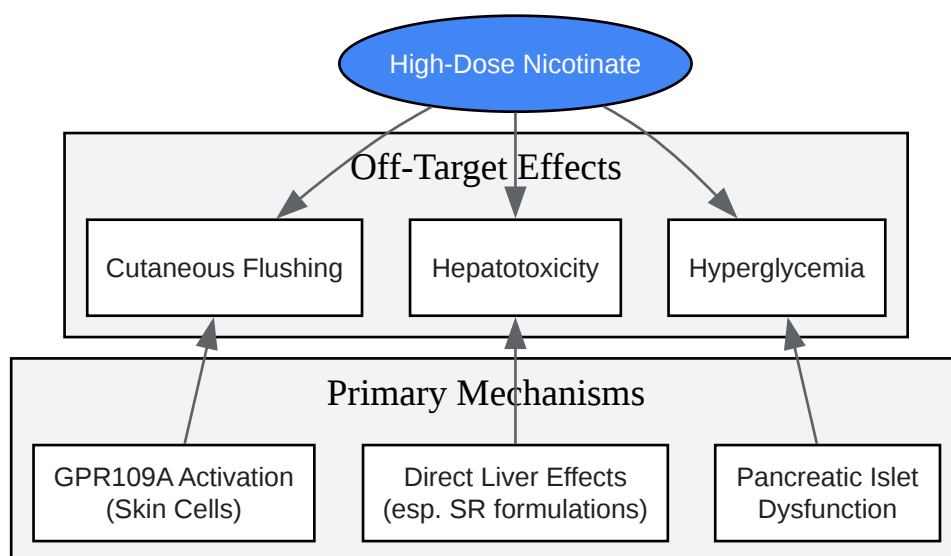 High-Dose Nicotinate
Off-Target Effects
Cutaneous Flushing
Hepatotoxicity
Hyperglycemia
Primary Mechanisms
GPR109A Activation
(Skin Cells)
Direct Liver Effects
(esp. SR formulations)
Pancreatic Islet
Dysfunction